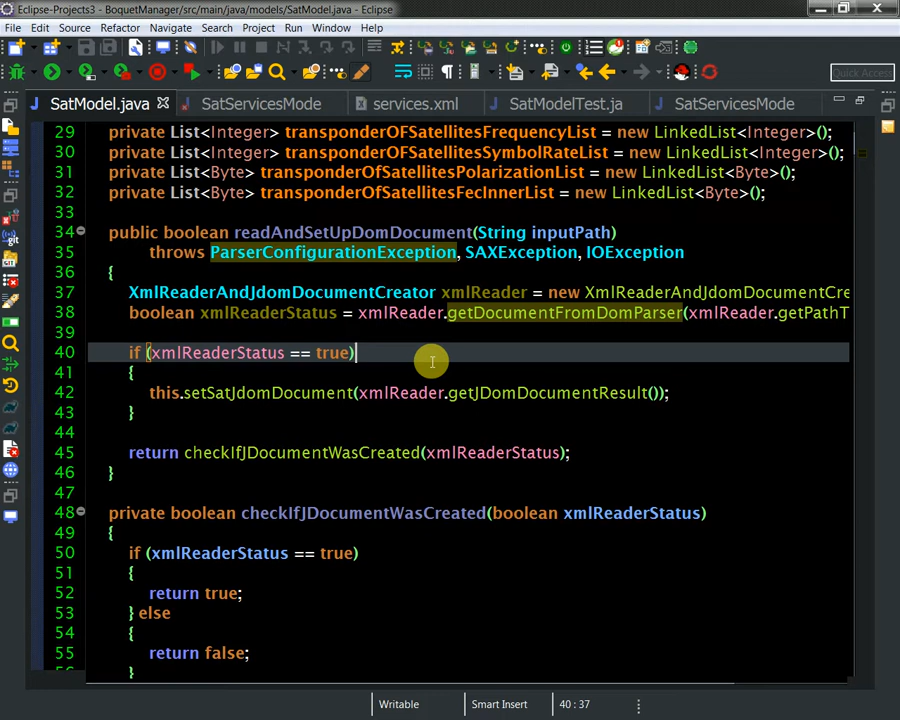 Eclipse-Projects3 - BoquetManager/src/main/java/models/SatModel.java - Eclipse
File Edit Source Refactor Navigate Search Project Run Window Help
Quick Access
SatModel.java SatServicesMode services.xml SatModelTest.ja SatServicesMode
29 private List<Integer> transponderOFSatellitesFrequencyList = new LinkedList<Integer>();
30 private List<Integer> transponderOFSatellitesSymbolRateList = new LinkedList<Integer>();
31 private List<Byte> transponderOFSatellitesPolarizationList = new LinkedList<Byte>();
32 private List<Byte> transponderOFSatellitesFecInnerList = new LinkedList<Byte>();
33
34 public boolean readAndSetUpDomDocument(String inputPath)
35 throws ParserConfigurationException, SAXException, IOException
36 {
37 XmlReaderAndJdomDocumentCreator xmlReader = new XmlReaderAndJdomDocumentCre
38 boolean xmlReaderStatus = xmlReader.getDocumentFromDomParser(xmlReader.getPathT
39
40 if (xmlReaderStatus == true)
41 {
42 this.setSatJdomDocument(xmlReader.getJDomDocumentResult());
43 }
44
45 return checkIfJDocumentWasCreated(xmlReaderStatus);
46 }
47
48 private boolean checkIfJDocumentWasCreated(boolean xmlReaderStatus)
49 {
50 if (xmlReaderStatus == true)
51 {
52 return true;
53 } else
54 {
55 return false;
56 }
Writable Smart Insert 40 : 37